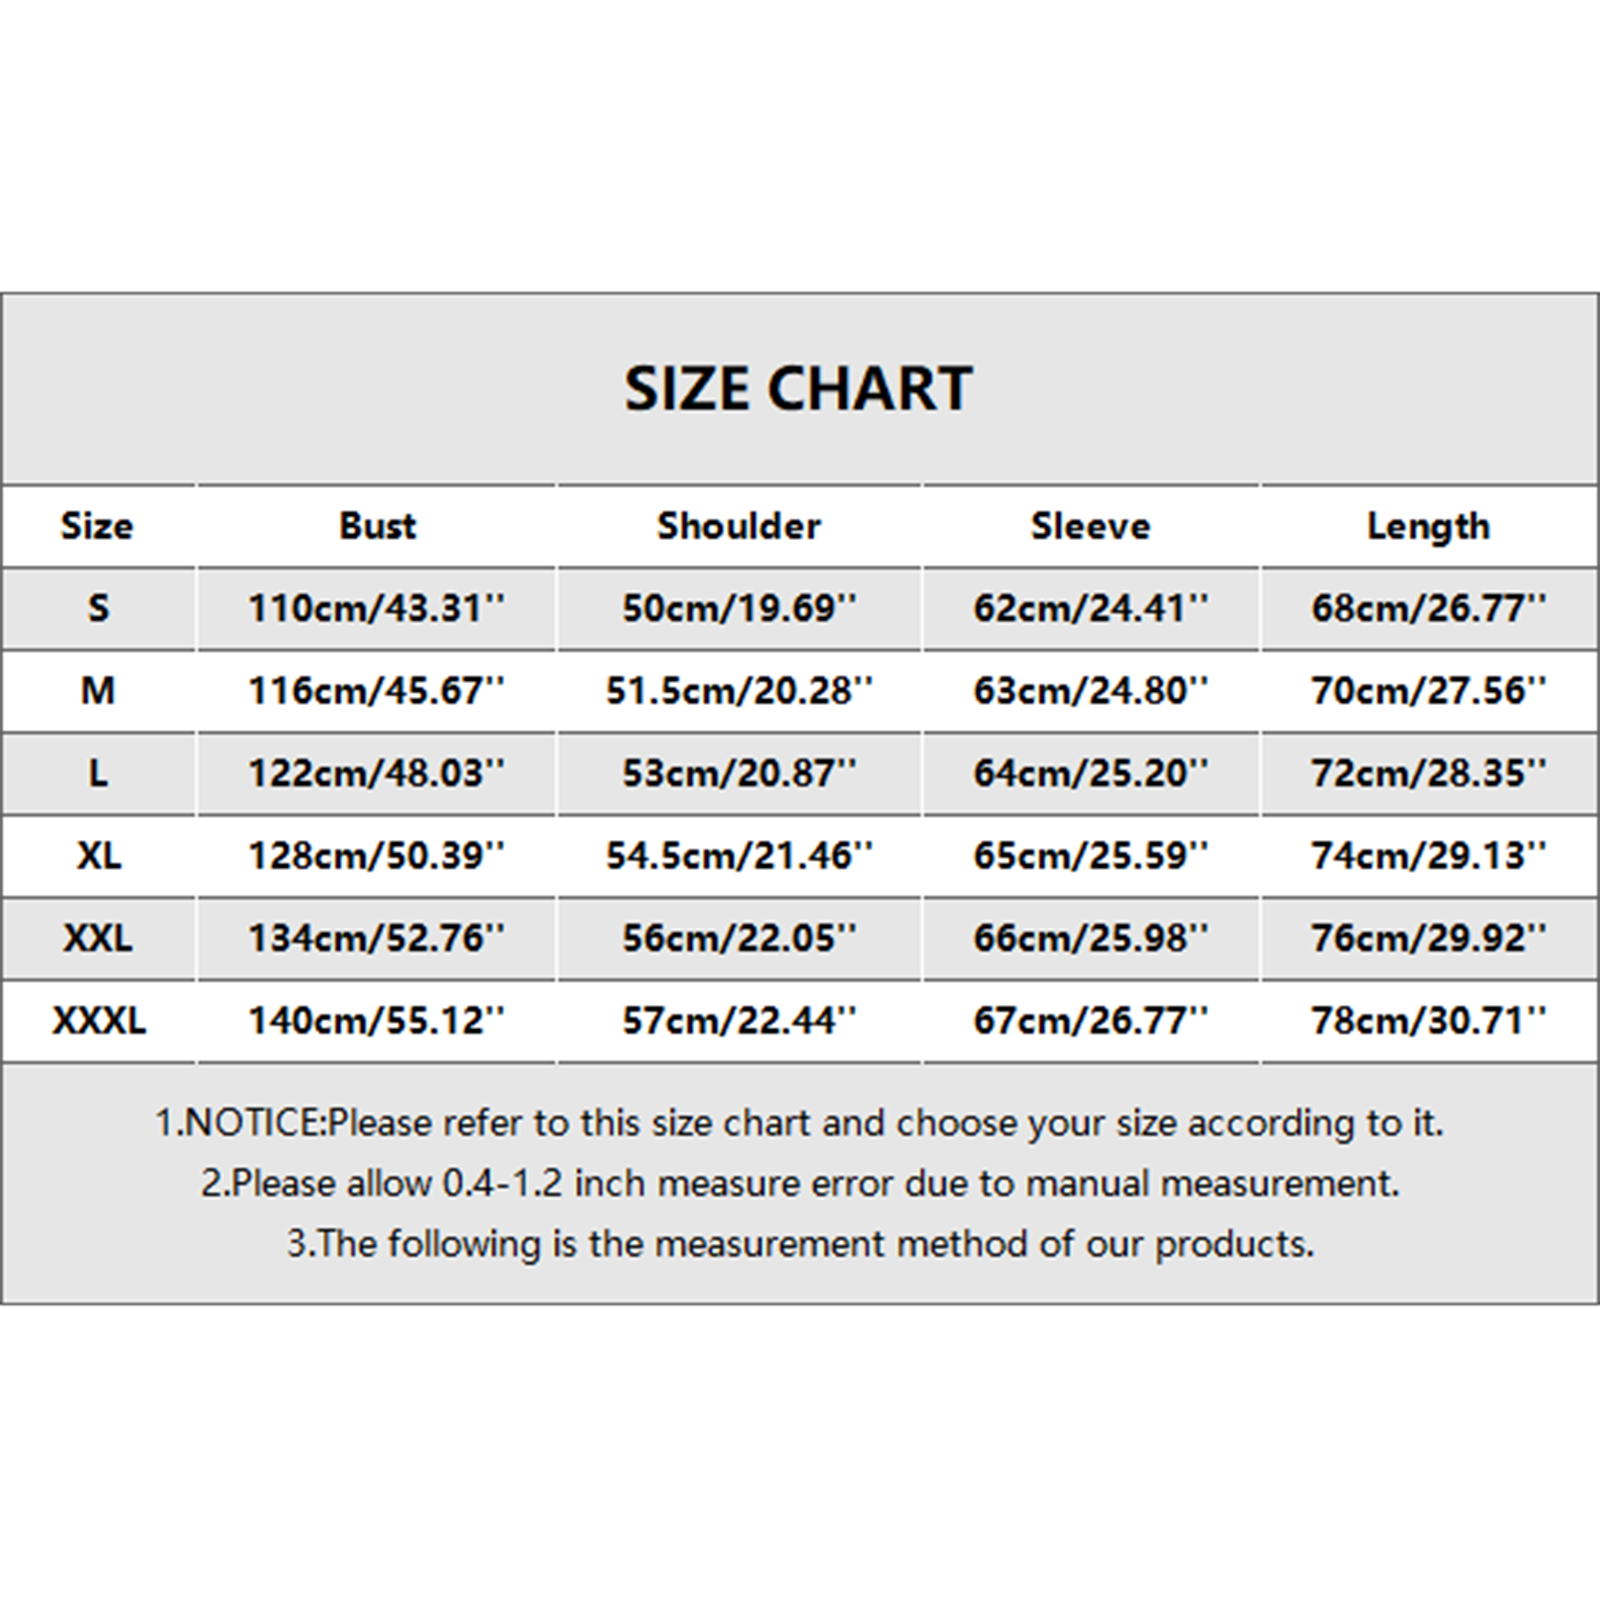 SIZE CHART
Size Bust Shoulder Sleeve Length
S 110cm/43.31'' 50cm/19.69'' 62cm/24.41'' 68cm/26.77''
M 116cm/45.67'' 51.5cm/20.28'' 63cm/24.80'' 70cm/27.56''
L 122cm/48.03'' 53cm/20.87'' 64cm/25.20'' 72cm/28.35''
XL 128cm/50.39'' 54.5cm/21.46'' 65cm/25.59'' 74cm/29.13''
XXL 134cm/52.76'' 56cm/22.05'' 66cm/25.98'' 76cm/29.92''
XXXL 140cm/55.12'' 57cm/22.44'' 67cm/26.77'' 78cm/30.71''
1.NOTICE:Please refer to this size chart and choose your size according to it.
2.Please allow 0.4-1.2 inch measure error due to manual measurement.
3.The following is the measurement method of our products.